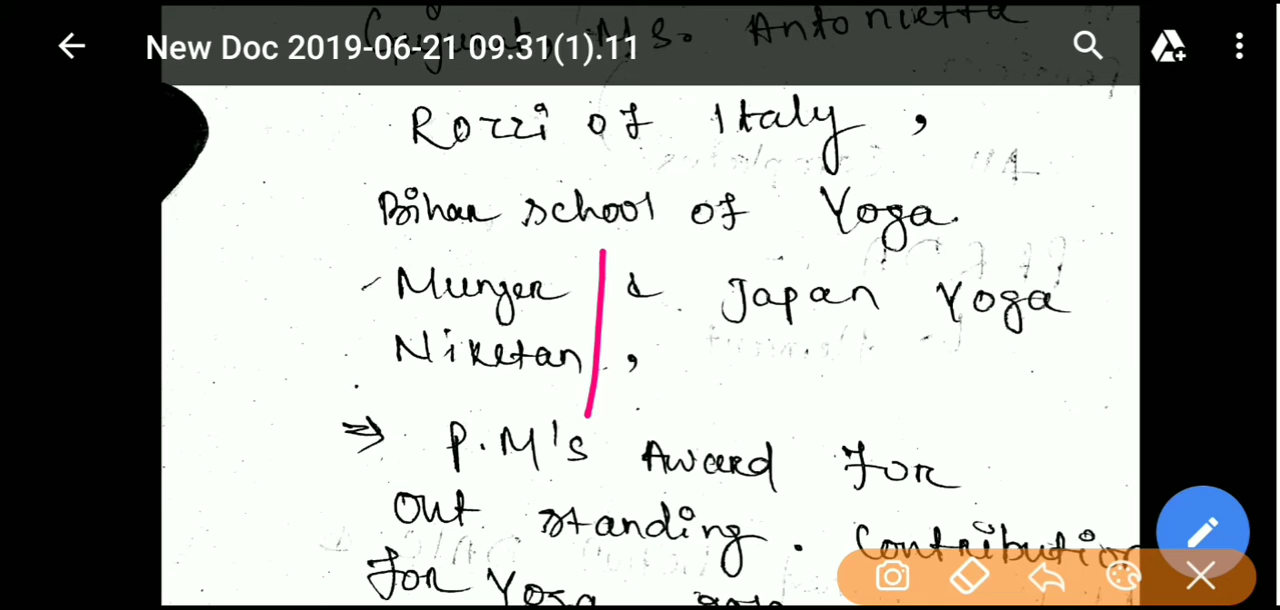 New Doc 2019-06-21 09.31(1).11
Ms. Antonietta
Rozzi of Italy,
Bihar school of Yoga
Munger & Japan Yoga
Niketan,
⇒ P.M's Award For
Out standing. Contribution
For Yoga